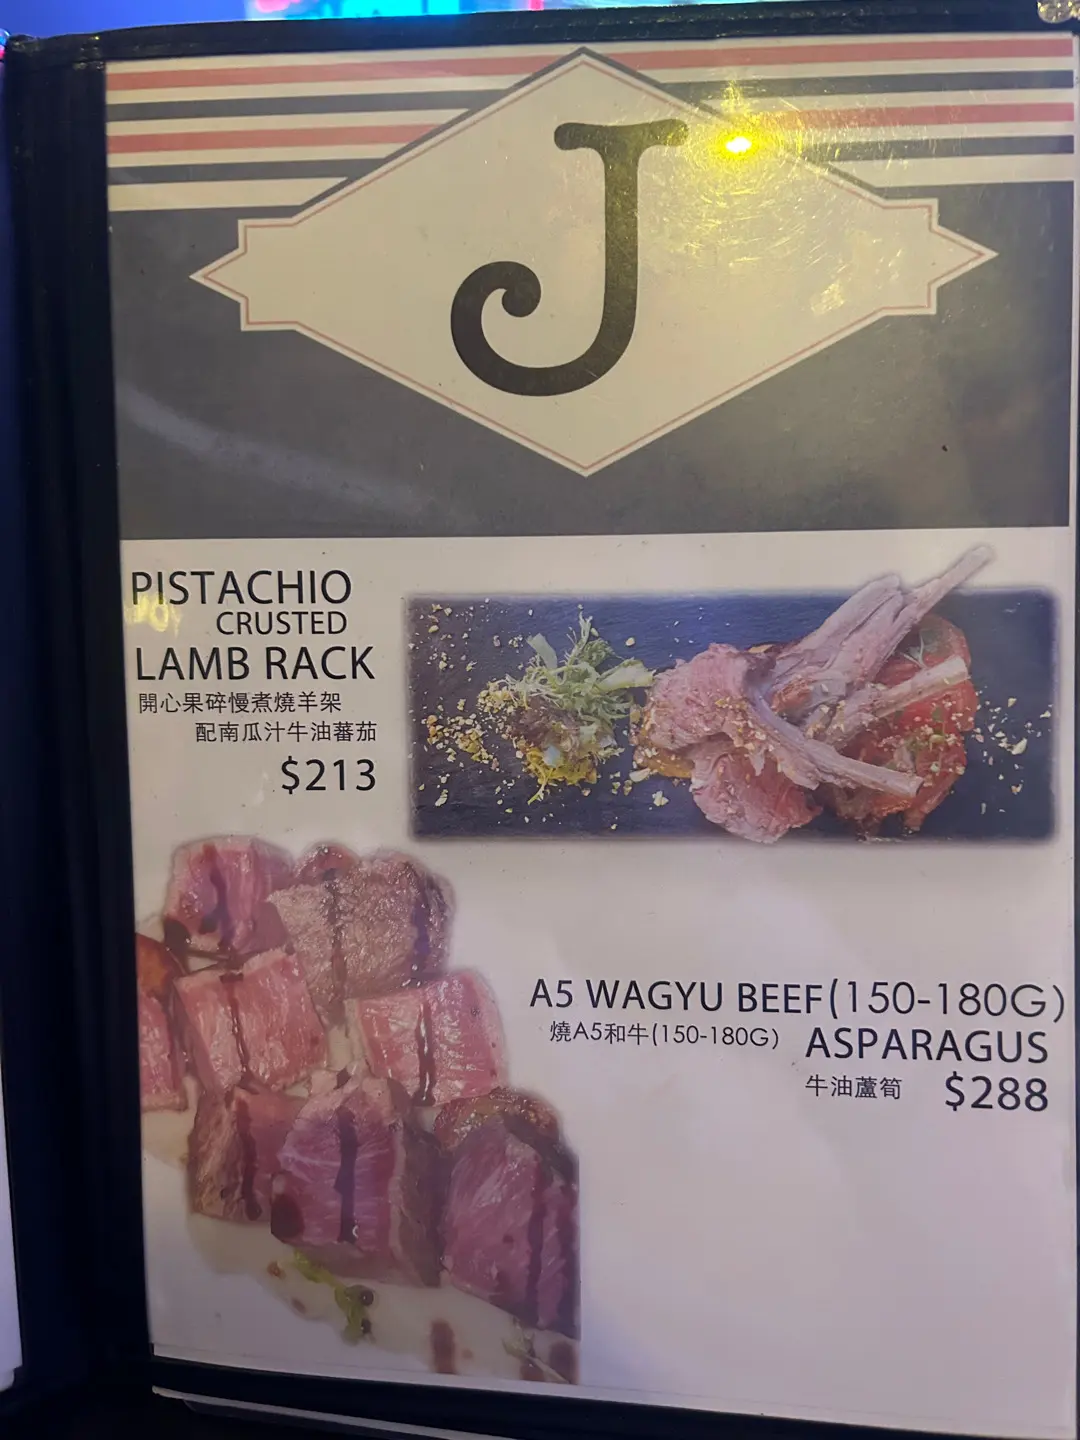 J
PISTACHIO
CRUSTED
LAMB RACK
開心果碎慢煮燒羊架
配南瓜汁牛油蕃茄
$213
A5 WAGYU BEEF(150-180G)
燒A5和牛(150-180G) ASPARAGUS
牛油蘆筍 $288